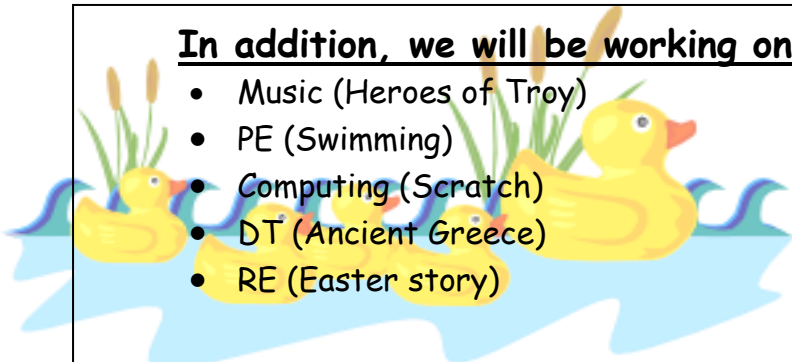 In addition, we will be working on
• Music (Heroes of Troy)
• PE (Swimming)
• Computing (Scratch)
• DT (Ancient Greece)
• RE (Easter story)